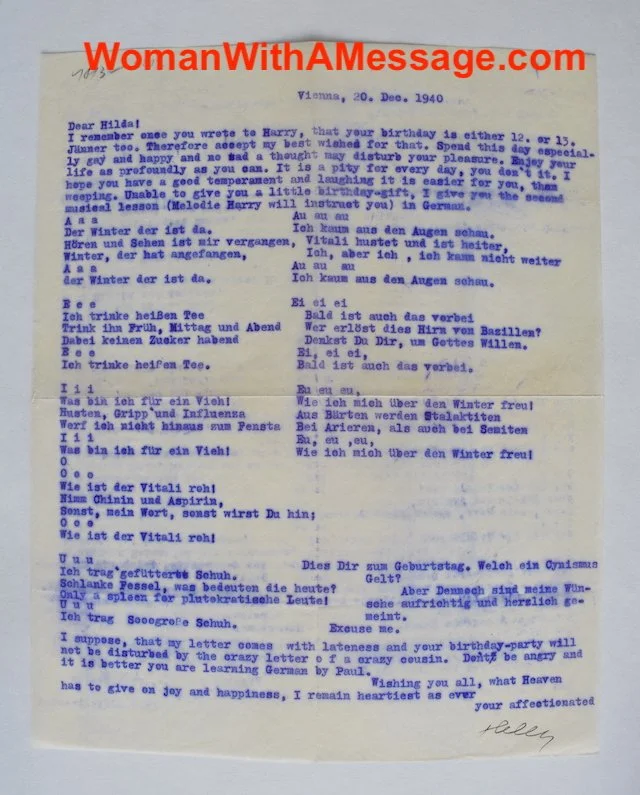 WomanWithAMessage.com
Vienna, 20. Dec. 1940
Dear Hilda!
I remember once you wrote to Harry, that your birthday is either 12. or 13.
Jänner too. Therefore accept my best wished for that. Spend this day especial-
ly gay and happy and no sad a thought may disturb your pleasure. Enjoy your
life as profoundly as you can. It is a pity for every day, you don't it. I
hope you have a good temperament and laughing it is easier for you, than
weeping. Unable to give you a little birthday-gift, I give you the second
musical lesson (Melodie Harry will instruct you) in German.
A a a
Der Winter der ist da.
Hören und Sehen ist mir vergangen,
Winter, der hat angefangen,
A a a
der Winter der ist da.
Au au au
Ich kaum aus den Augen schau.
Vitali hustet und ist heiter,
Ich, aber ich , ich kann nicht weiter
Au au au
Ich kaum aus den Augen schau.
E e e
Ich trinke heißen Tee
Trink ihn Früh, Mittag und Abend
Dabei keinen Zucker habend
E e e
Ich trinke heißen Tee.
Ei ei ei
Bald ist auch das vorbei
Wer erlöst dies Hirn von Bazillen?
Denkst Du Dir, um Gottes Willen.
Ei, ei ei,
Bald ist auch das vorbei.
I i i
Was bin ich für ein Vieh!
Husten, Gripp und Influenza
Werf ich nicht hinaus zum Fensta
I i i
Was bin ich für ein Vieh!
Eu eu eu,
Wie ich mich über den Winter freu!
Aus Bärten werden Stalaktiten
Bei Arieren, als auch bei Semiten
Eu, eu ,eu,
Wie ich mich über den Winter freu!
O
O o o
Wie ist der Vitali roh!
Nimm Chinin und Aspirin,
Sonst, mein Wort, sonst wirst Du hin;
O o o
Wie ist der Vitali roh!
U u u
Ich trag gefütterte Schuh.
Schlanke Fessel, was bedeuten die heute?
Only a spleen for plutokratische Leute!
U u u
Ich trag Sooogroße Schuh.
Dies Dir zum Geburtstag. Welch ein Cynismus
Gelt?
Aber Dennoch sind meine Wün-
sche aufrichtig und herzlich ge-
meint.
Excuse me.
I suppose, that my letter comes with lateness and your birthday-party will
not be disturbed by the crazy letter of a crazy cousin. Dont be angry and
it is better you are learning German by Paul.
Wishing you all, what Heaven
has to give on joy and happiness, I remain heartiest as ever
your affectionated